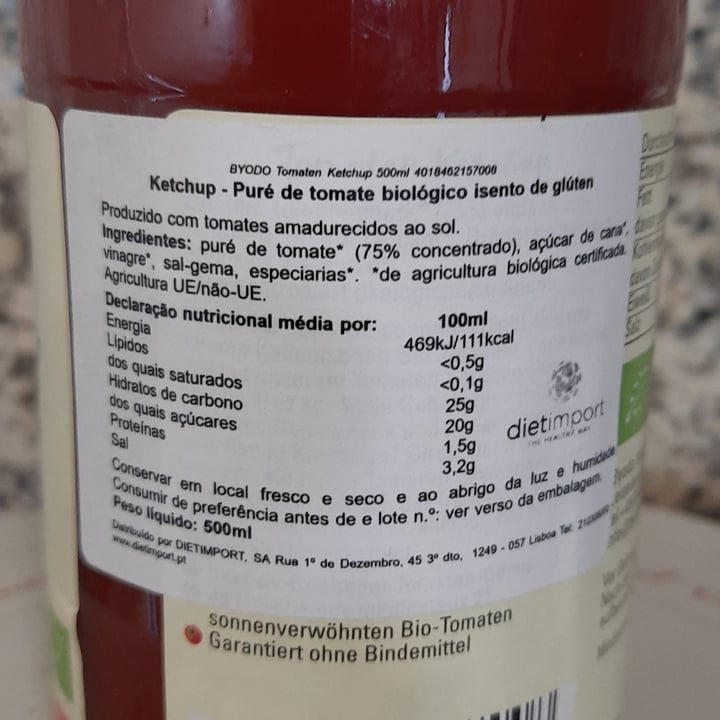 BYODO Tomaten Ketchup 500ml 4018462157008
Ketchup - Puré de tomate biológico isento de glúten
Produzido com tomates amadurecidos ao sol.
Ingredientes: puré de tomate* (75% concentrado), açúcar de cana*,
vinagre*, sal-gema, especiarias*. *de agricultura biológica certificada.
Agricultura UE/não-UE.
Declaração nutricional média por: 100ml
Energia 469kJ/111kcal
Lípidos <0,5g
dos quais saturados <0,1g
Hidratos de carbono 25g
dos quais açúcares 20g
Proteínas 1,5g
Sal 3,2g
dietimport
THE HEALTHY WAY
Conservar em local fresco e seco e ao abrigo da luz e humidade
Consumir de preferência antes de e lote n.º: ver verso da embalagem.
Peso líquido: 500ml
Distribuído por DIETIMPORT, SA Rua 1º de Dezembro, 45 3º dto, 1249 - 057 Lisboa Tel:
www.dietimport.pt
sonnenverwöhnten Bio-Tomaten
Garantiert ohne Bindemittel